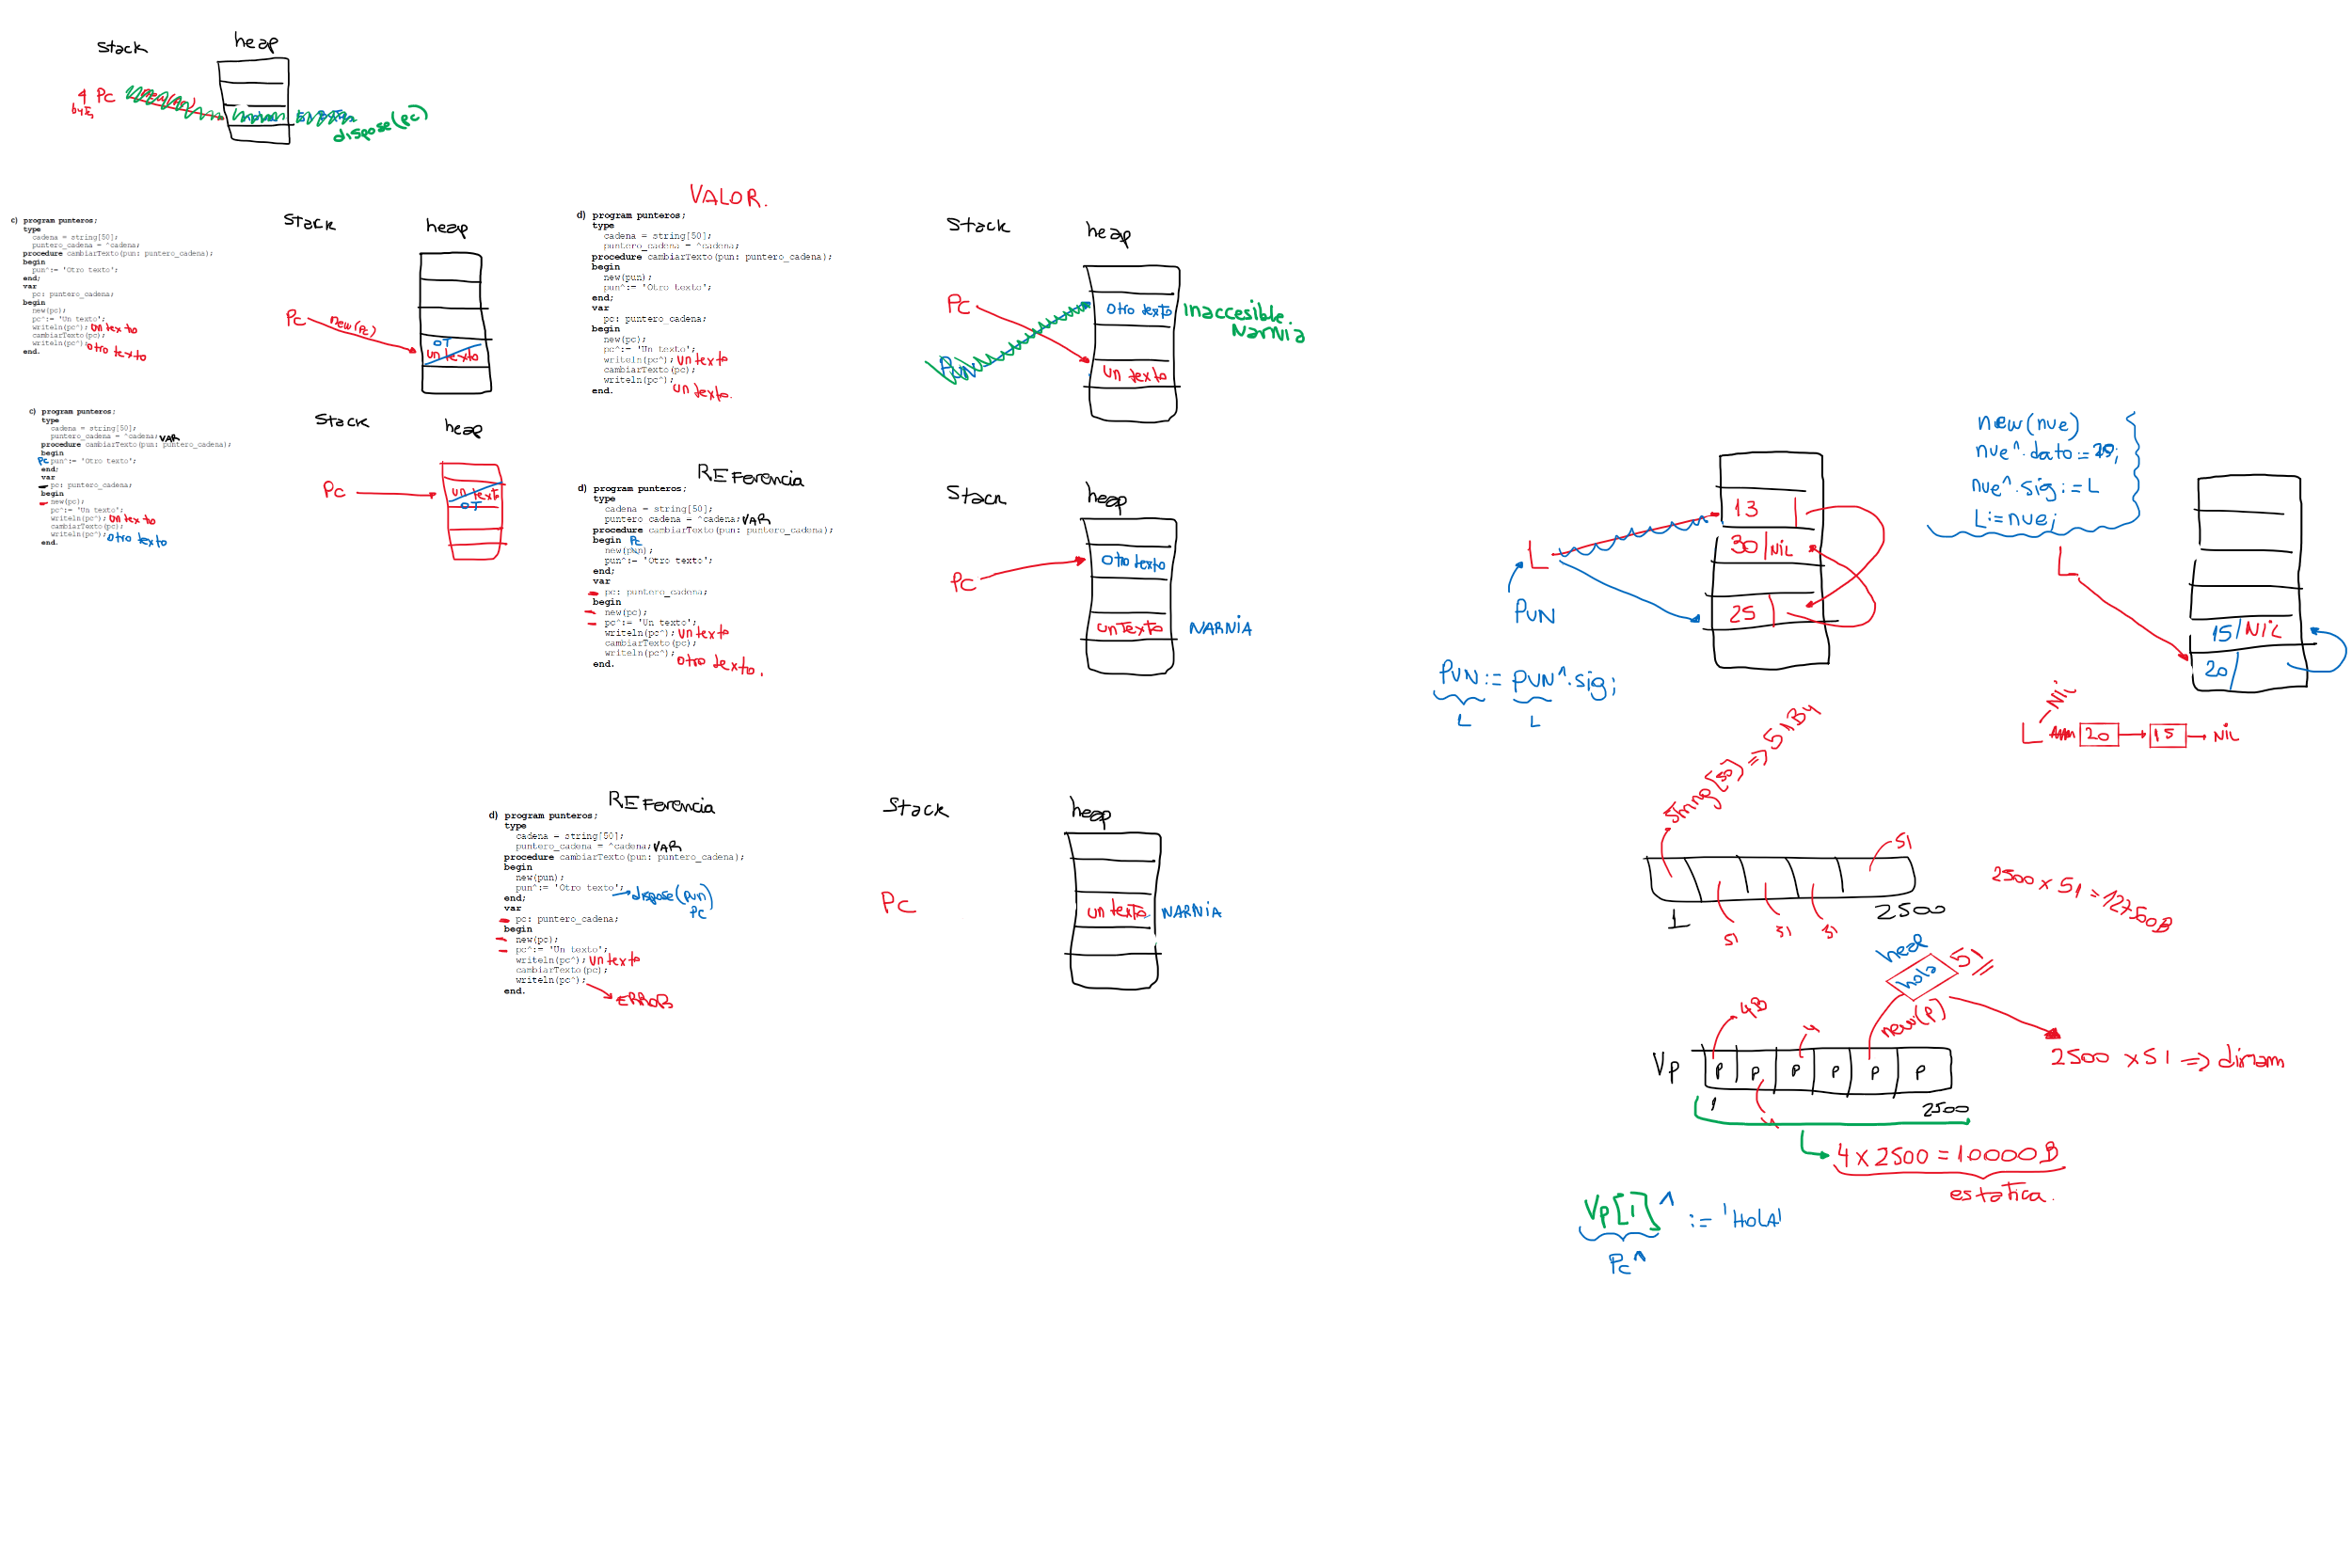 Stack
heap
4 PC
bytes
new(pc)
dispose(pc)
c) program punteros;
type
cadena = string[50];
puntero_cadena = ^cadena;
procedure cambiarTexto(pun: puntero_cadena);
begin
pun^:= 'Otro texto';
end;
var
pc: puntero_cadena;
begin
new(pc);
pc^:= 'Un texto';
writeln(pc^); un texto
cambiarTexto(pc);
writeln(pc^); otro texto
end.
Stack
heap
Pc
new(pc)
OT
un texto
VALOR.
d) program punteros;
type
cadena = string[50];
puntero_cadena = ^cadena;
procedure cambiarTexto(pun: puntero_cadena);
begin
new(pun);
pun^:= 'Otro texto';
end;
var
pc: puntero_cadena;
begin
new(pc);
pc^:= 'Un texto';
writeln(pc^); un texto
cambiarTexto(pc);
writeln(pc^);
un texto.
end.
Stack
heap
Pc
Pun
otro texto
Inaccesible.
Narnia
un texto
c) program punteros;
type
cadena = string[50];
puntero_cadena = ^cadena; VAR
procedure cambiarTexto(pun: puntero_cadena);
begin
Pc pun^:= 'Otro texto';
end;
var
pc: puntero_cadena;
begin
new(pc);
pc^:= 'Un texto';
writeln(pc^); un texto
cambiarTexto(pc);
writeln(pc^); otro texto
end.
Stack
heap
Pc
un texto
OT
REFerencia
d) program punteros;
type
cadena = string[50];
puntero_cadena = ^cadena; VAR
procedure cambiarTexto(pun: puntero_cadena);
begin Pc
new(pun);
pun^:= 'Otro texto';
end;
var
pc: puntero_cadena;
begin
new(pc);
pc^:= 'Un texto';
writeln(pc^); un texto
cambiarTexto(pc);
writeln(pc^); otro texto.
end.
Stack
heap
Pc
otro texto
un texto
NARNIA
REFerencia
d) program punteros;
type
cadena = string[50];
puntero_cadena = ^cadena; VAR
procedure cambiarTexto(pun: puntero_cadena);
begin
new(pun);
pun^:= 'Otro texto';
dispose(pun)
Pc
end;
var
pc: puntero_cadena;
begin
new(pc);
pc^:= 'Un texto';
writeln(pc^); un texto
cambiarTexto(pc);
writeln(pc^);
end.
ERROR
Stack
heap
Pc
un texto
NARNIA
13
30/NIL
25
L
PUN
PUN := PUN^.sig;
L
L
new(nue)
nue^.dato := 20;
nue^.sig := L
L:=nue;
L
15/NIL
20/
Nil
L 20 15 NIL
string[50] => 51By
51
1
2500
51
51
51
2500 x 51 = 127500B
heap
hola
51
new(p)
4B
4
Vp
P P P P P P
1
2500
4
2500 x 51 => dinam
4 x 2500 = 10000B
estatica.
Vp[1]^ := 'HOLA'
Pc^